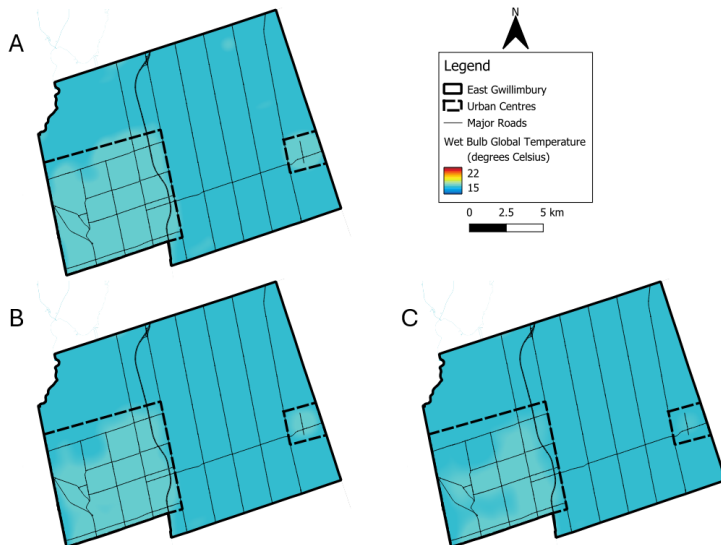 A
N
Legend
East Gwillimbury
Urban Centres
Major Roads
Wet Bulb Global Temperature
(degrees Celsius)
22
15
0 2.5 5 km
B
C